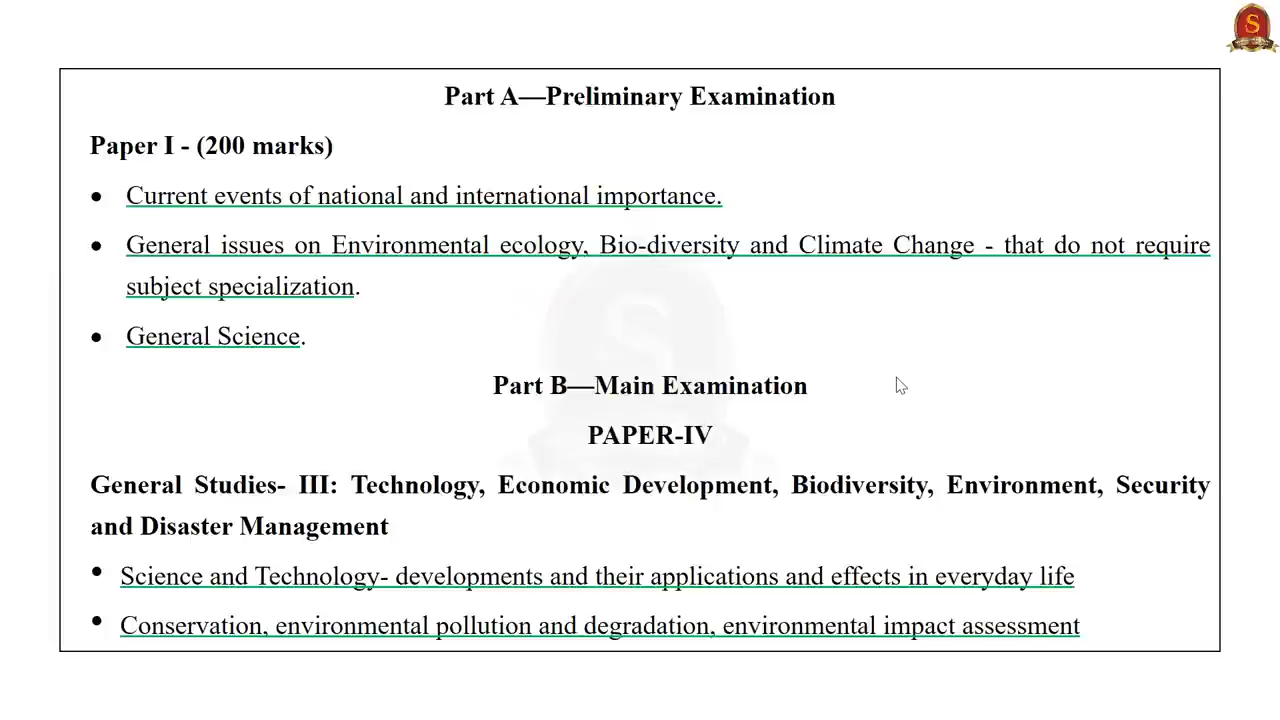 S
Part A—Preliminary Examination
Paper I - (200 marks)
• Current events of national and international importance.
• General issues on Environmental ecology, Bio-diversity and Climate Change - that do not require
subject specialization.
• General Science.
Part B—Main Examination
PAPER-IV
General Studies- III: Technology, Economic Development, Biodiversity, Environment, Security
and Disaster Management
• Science and Technology- developments and their applications and effects in everyday life
• Conservation, environmental pollution and degradation, environmental impact assessment